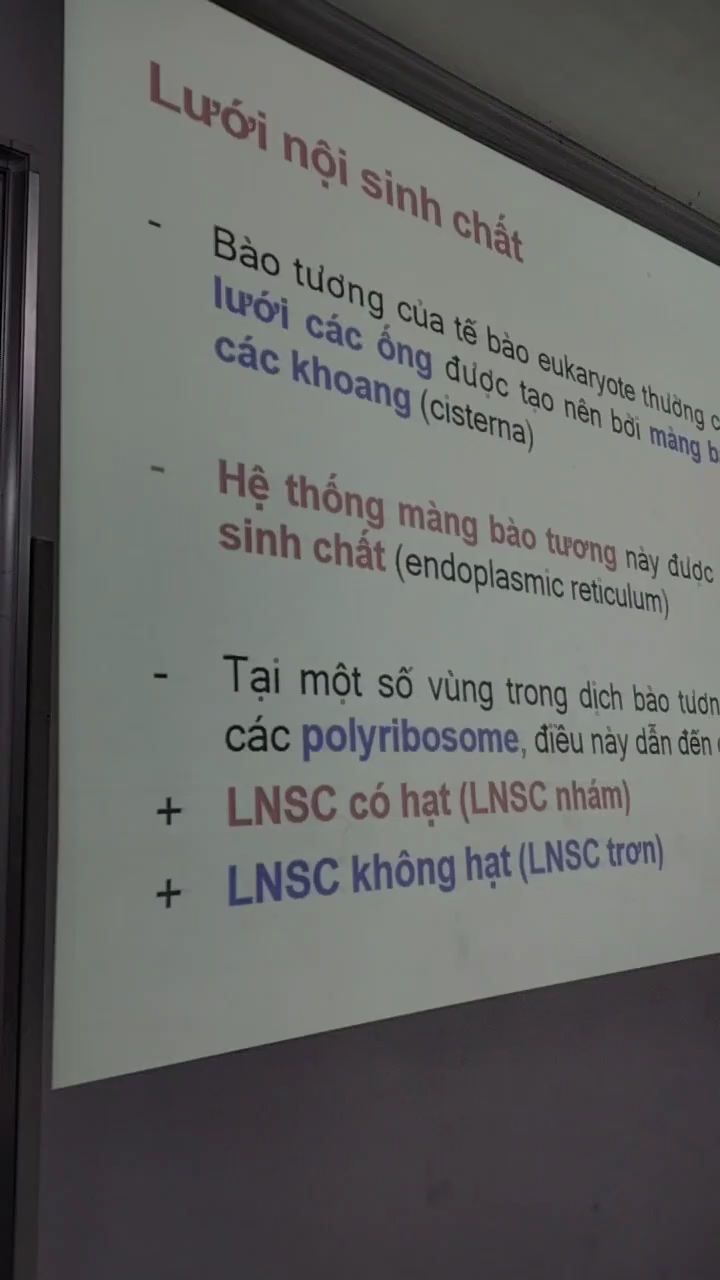 Lưới nội sinh chất
- Bào tương của tế bào eukaryote thường
lưới các ống được tạo nên bởi màng
các khoang (cisterna)
- Hệ thống màng bào tương này được
sinh chất (endoplasmic reticulum)
- Tại một số vùng trong dịch bào
các polyribosome, điều này dẫn đến
+ LNSC có hạt (LNSC nhám)
+ LNSC không hạt (LNSC trơn)